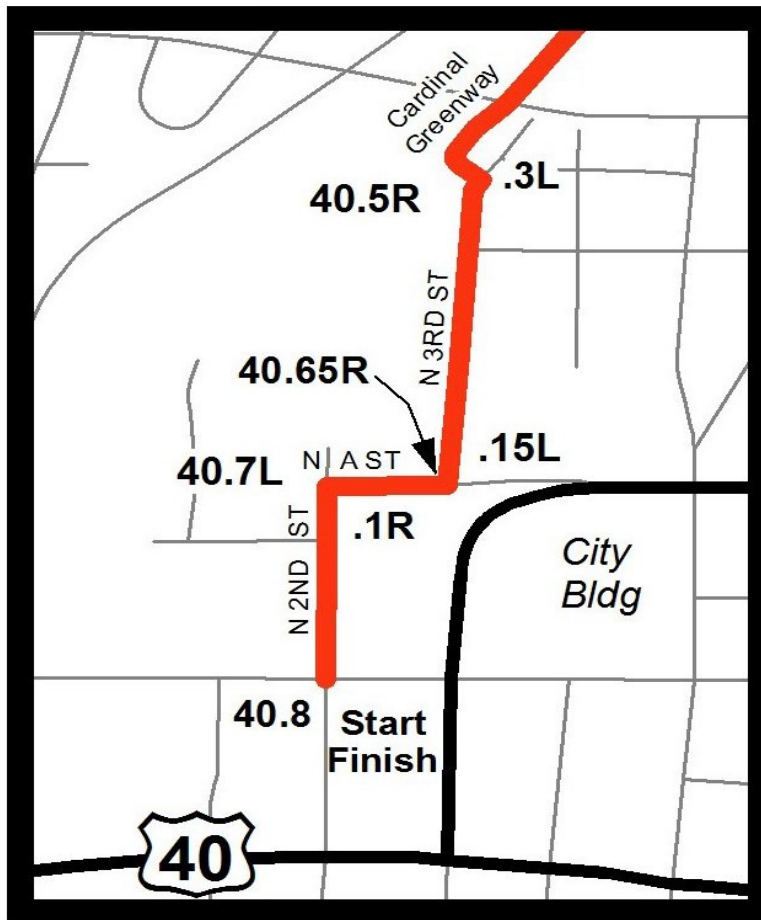 Cardinal
Greenway
.3L
40.5R
N 3RD ST
40.65R
.15L
N A ST
40.7L
.1R
N 2ND ST
City
Bldg
40.8
Start
Finish
40